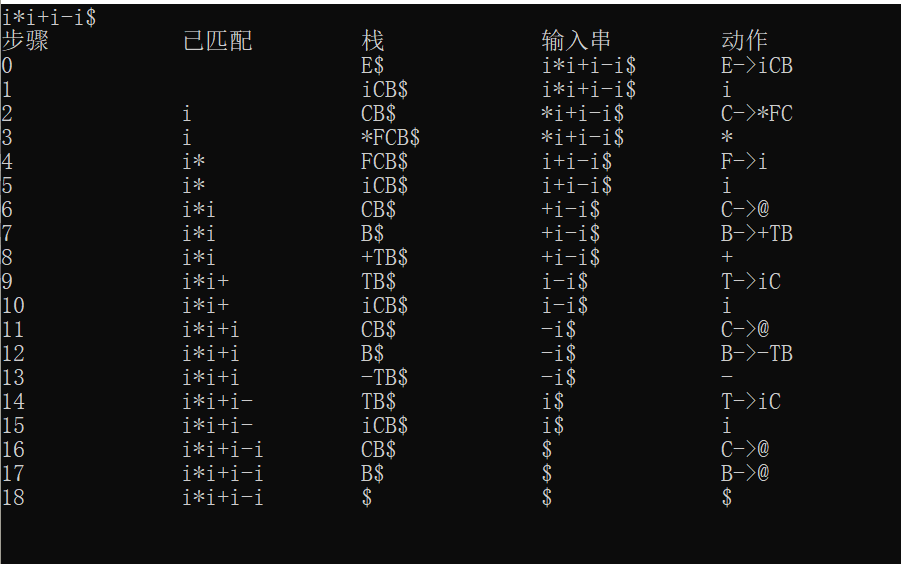 i*i+i-i$
步骤 已匹配 栈 输入串 动作
0 E$ i*i+i-i$ E->iCB
1 iCB$ i*i+i-i$ i
2 i CB$ *i+i-i$ C->*FC
3 i *FCB$ *i+i-i$ *
4 i* FCB$ i+i-i$ F->i
5 i* iCB$ i+i-i$ i
6 i*i CB$ +i-i$ C->@
7 i*i B$ +i-i$ B->+TB
8 i*i +TB$ +i-i$ +
9 i*i+ TB$ i-i$ T->iC
10 i*i+ iCB$ i-i$ i
11 i*i+i CB$ -i$ C->@
12 i*i+i B$ -i$ B->-TB
13 i*i+i -TB$ -i$ -
14 i*i+i- TB$ i$ T->iC
15 i*i+i- iCB$ i$ i
16 i*i+i-i CB$ $ C->@
17 i*i+i-i B$ $ B->@
18 i*i+i-i $ $ $